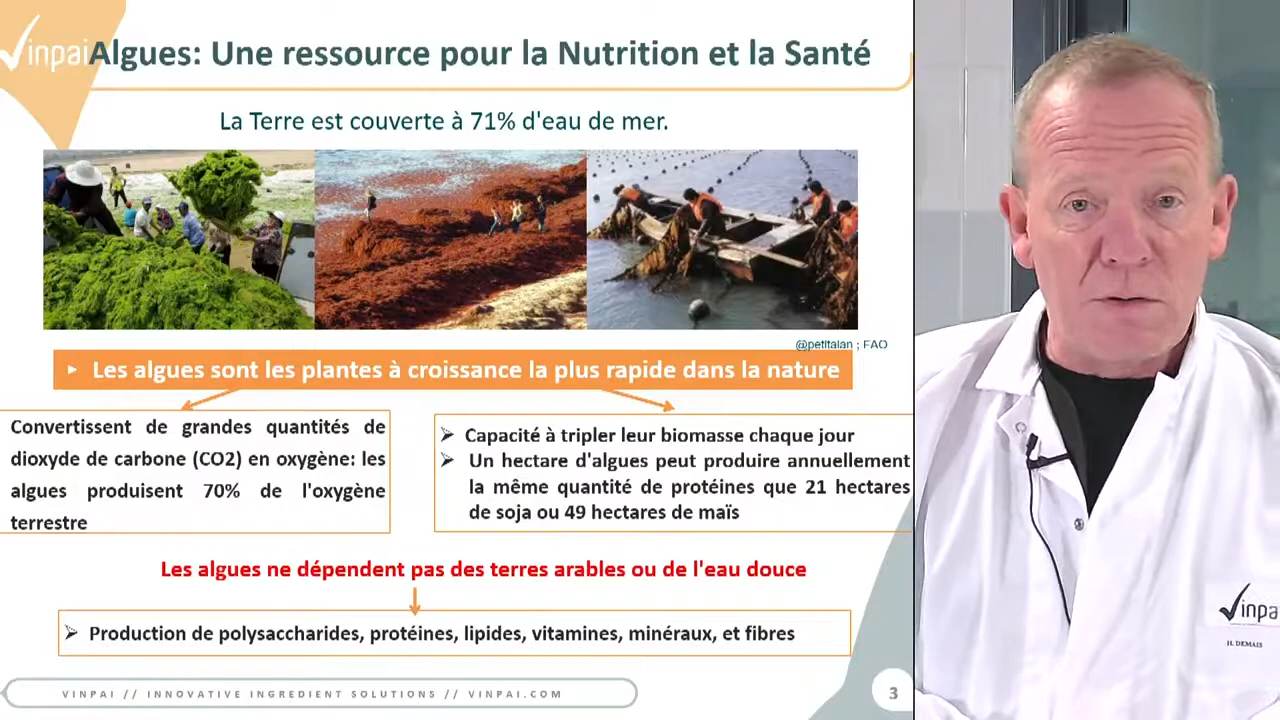 Vinpai
Algues: Une ressource pour la Nutrition et la Santé
La Terre est couverte à 71% d'eau de mer.
@petitalan ; FAO
Les algues sont les plantes à croissance la plus rapide dans la nature
Convertissent de grandes quantités de
dioxyde de carbone (CO2) en oxygène: les
algues produisent 70% de l'oxygène
terrestre
Capacité à tripler leur biomasse chaque jour
Un hectare d'algues peut produire annuellement
la même quantité de protéines que 21 hectares
de soja ou 49 hectares de maïs
Les algues ne dépendent pas des terres arables ou de l'eau douce
Production de polysaccharides, protéines, lipides, vitamines, minéraux, et fibres
VINPAI // INNOVATIVE INGREDIENT SOLUTIONS // VINPAI.COM
3
Vinpa
H. DEMAIS